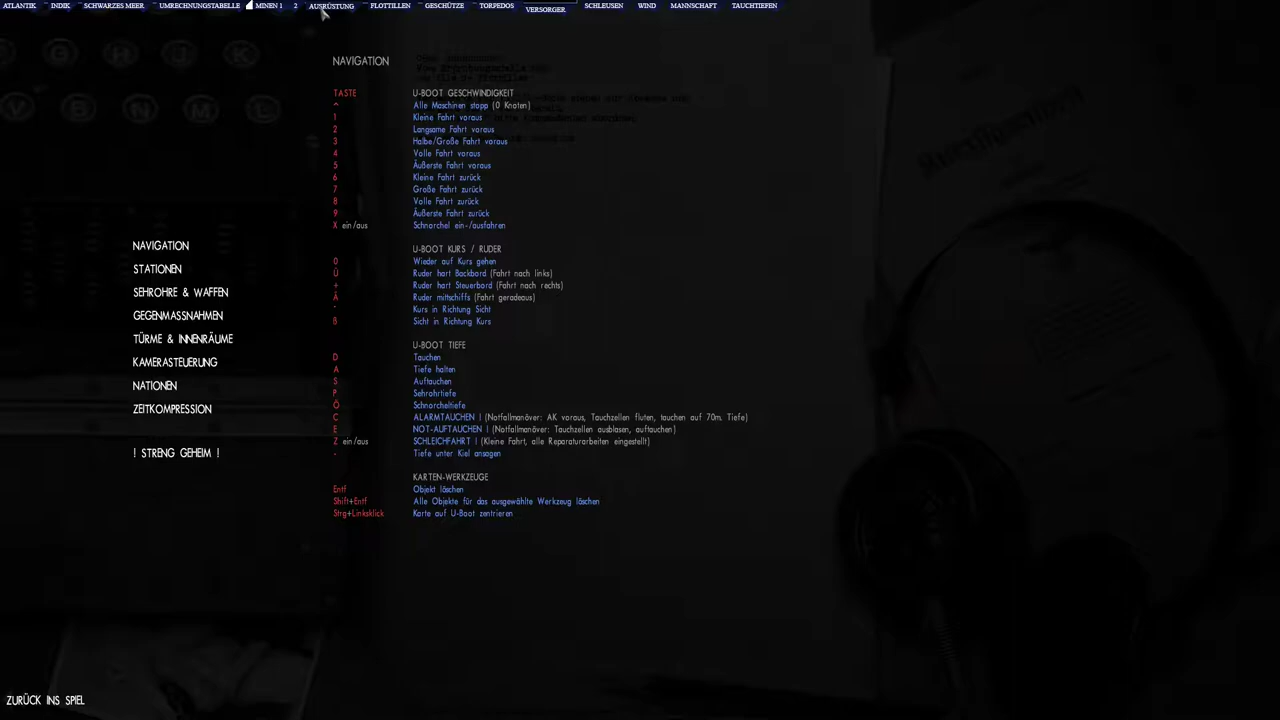 ATLANTIK INDIK SCHWARZES MEER UMRECHNUNGSTABELLE MINEN 1 2 AUSRÜSTUNG FLOTTILLEN GESCHÜTZE TORPEDOS VERSORGER SCHLEUSEN WIND MANNSCHAFT TAUCHTIEFEN
NAVIGATION
TASTE U-BOOT GESCHWINDIGKEIT
^ Alle Maschinen stopp (0 Knoten)
1 Kleine Fahrt voraus
2 Langsame Fahrt voraus
3 Halbe/Große Fahrt voraus
4 Volle Fahrt voraus
5 Äußerste Fahrt voraus
6 Kleine Fahrt zurück
7 Große Fahrt zurück
8 Volle Fahrt zurück
9 Äußerste Fahrt zurück
X ein/aus Schnorchel ein-/ausfahren
U-BOOT KURS / RUDER
0 Wieder auf Kurs gehen
Ü Ruder hart Backbord (Fahrt nach links)
+ Ruder hart Steuerbord (Fahrt nach rechts)
Ä Ruder mittschiffs (Fahrt geradeaus)
Kurs in Richtung Sicht
ß Sicht in Richtung Kurs
U-BOOT TIEFE
D Tauchen
A Tiefe halten
S Auftauchen
P Sehrohrtiefe
Ö Schnorcheltiefe
C ALARMTAUCHEN ! (Notfallmanöver: AK voraus, Tauchzellen fluten, tauchen auf 70m. Tiefe)
E NOT-AUFTAUCHEN ! (Notfallmanöver: Tauchzellen ausblasen, auftauchen)
Z ein/aus SCHLEICHFAHRT ! (Kleine Fahrt, alle Reparaturarbeiten eingestellt)
- Tiefe unter Kiel ansagen
KARTEN-WERKZEUGE
Entf Objekt löschen
Shift+Entf Alle Objekte für das ausgewählte Werkzeug löschen
Strg+Linksklick Karte auf U-Boot zentrieren
NAVIGATION
STATIONEN
SEHROHRE & WAFFEN
GEGENMASSNAHMEN
TÜRME & INNENRÄUME
KAMERASTEUERUNG
NATIONEN
ZEITKOMPRESSION
! STRENG GEHEIM !
ZURÜCK INS SPIEL
G H J K
V B N M L